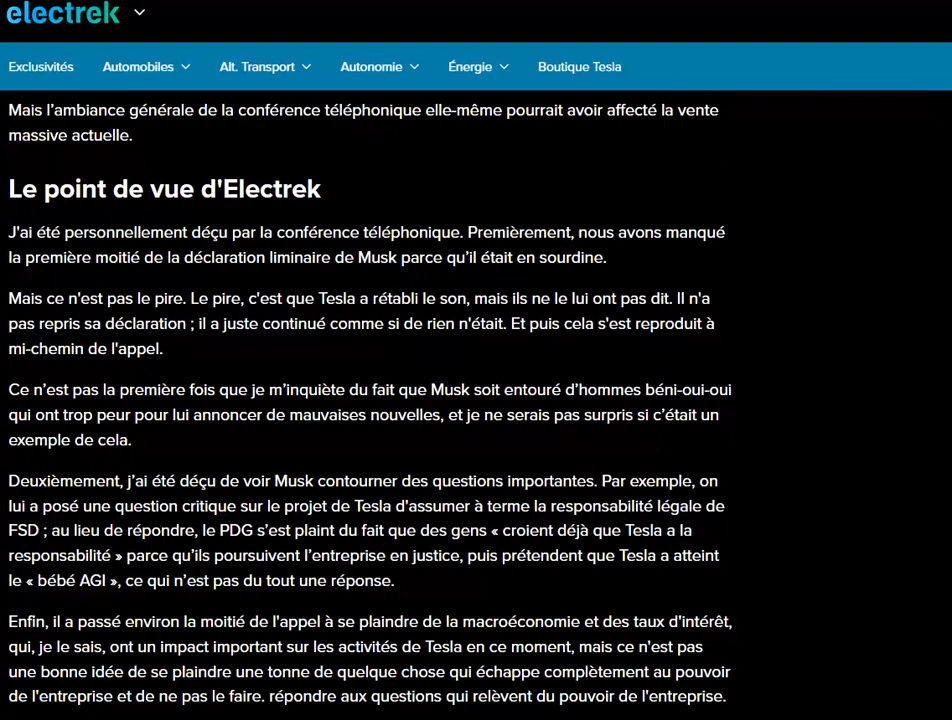 electrek
Exclusivités Automobiles Alt. Transport Autonomie Énergie Boutique Tesla
Mais l’ambiance générale de la conférence téléphonique elle-même pourrait avoir affecté la vente
massive actuelle.
Le point de vue d'Electrek
J'ai été personnellement déçu par la conférence téléphonique. Premièrement, nous avons manqué
la première moitié de la déclaration liminaire de Musk parce qu’il était en sourdine.
Mais ce n'est pas le pire. Le pire, c'est que Tesla a rétabli le son, mais ils ne le lui ont pas dit. Il n'a
pas repris sa déclaration ; il a juste continué comme si de rien n'était. Et puis cela s'est reproduit à
mi-chemin de l'appel.
Ce n’est pas la première fois que je m’inquiète du fait que Musk soit entouré d’hommes béni-oui-oui
qui ont trop peur pour lui annoncer de mauvaises nouvelles, et je ne serais pas surpris si c’était un
exemple de cela.
Deuxièmement, j’ai été déçu de voir Musk contourner des questions importantes. Par exemple, on
lui a posé une question critique sur le projet de Tesla d'assumer à terme la responsabilité légale de
FSD ; au lieu de répondre, le PDG s’est plaint du fait que des gens « croient déjà que Tesla a la
responsabilité » parce qu’ils poursuivent l’entreprise en justice, puis prétendent que Tesla a atteint
le « bébé AGI », ce qui n’est pas du tout une réponse.
Enfin, il a passé environ la moitié de l'appel à se plaindre de la macroéconomie et des taux d'intérêt,
qui, je le sais, ont un impact important sur les activités de Tesla en ce moment, mais ce n'est pas
une bonne idée de se plaindre une tonne de quelque chose qui échappe complètement au pouvoir
de l'entreprise et de ne pas le faire. répondre aux questions qui relèvent du pouvoir de l'entreprise.